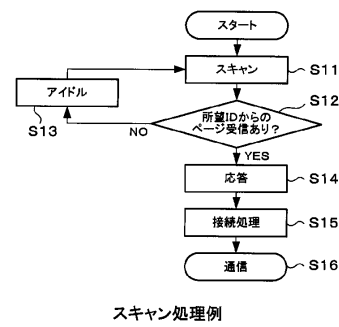 スタート
スキャン
S11
アイドル
S13
所望IDからの
ページ受信あり?
S12
NO
YES
応答
S14
接続処理
S15
通信
S16
スキャン処理例